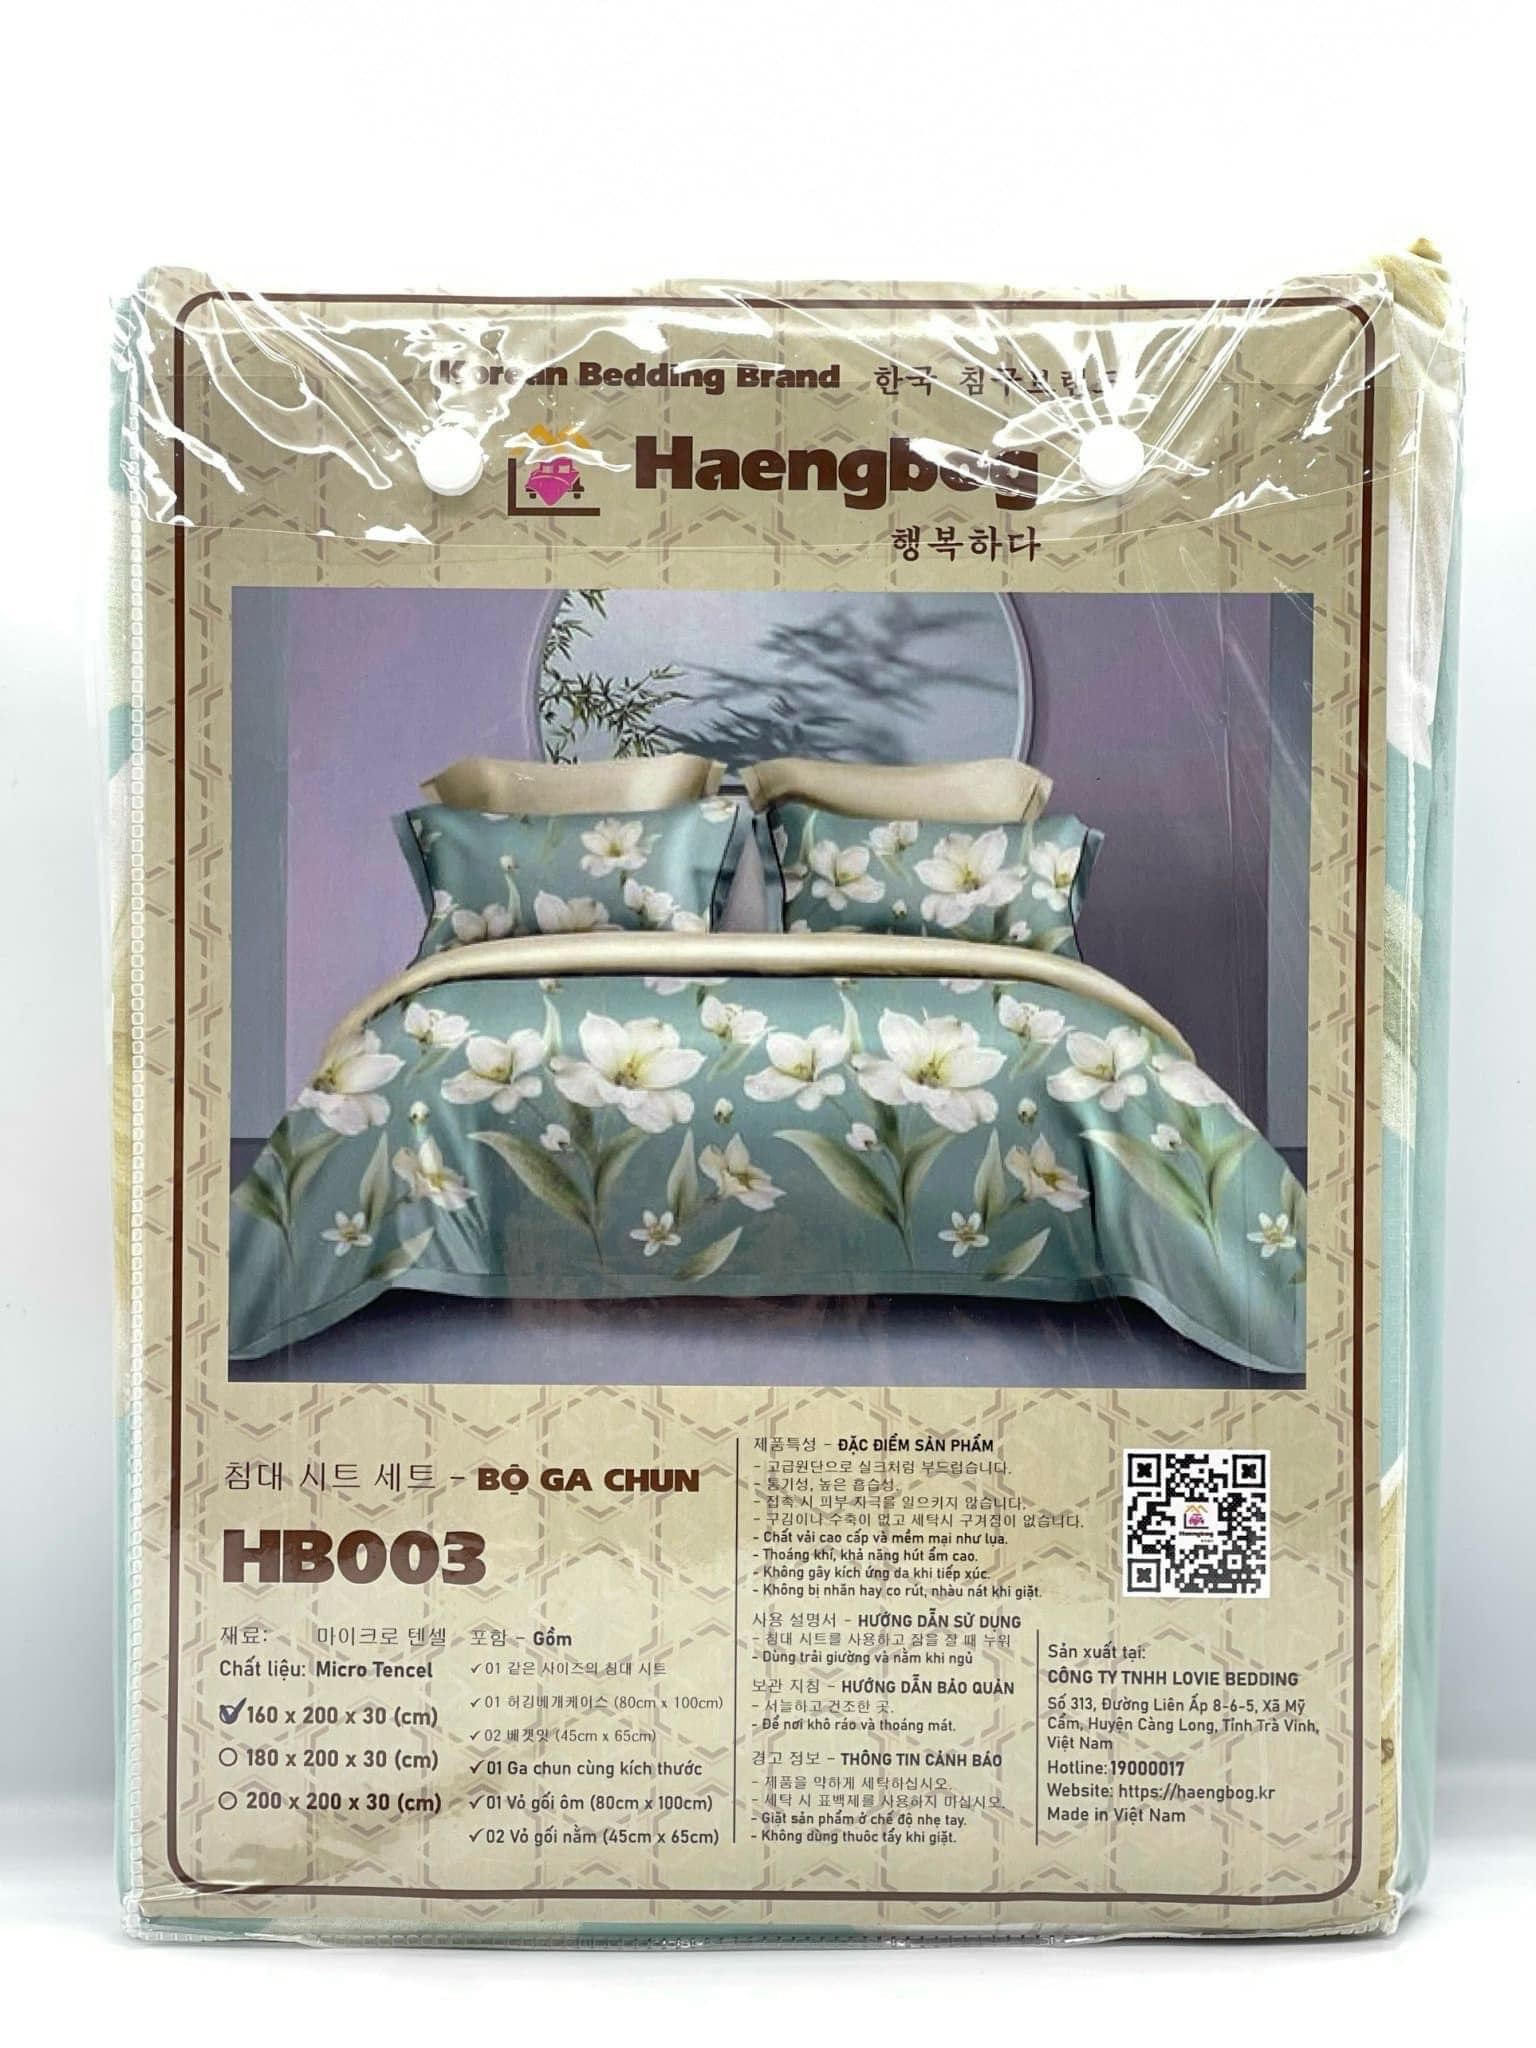 Korean Bedding Brand 한국 침구브랜드
Haengbog
행복하다
침대 시트 세트 - BỘ GA CHUN
HB003
재료: 마이크로 텐셀
Chất liệu: Micro Tencel
160 x 200 x 30 (cm)
180 x 200 x 30 (cm)
200 x 200 x 30 (cm)
포함 - Gồm
✓01 같은 사이즈의 침대 시트
✓01 허깅베개케이스 (80cm x 100cm)
✓02 베겟잇 (45cm x 65cm)
✓01 Ga chun cùng kích thước
✓01 Vỏ gối ôm (80cm x 100cm)
✓02 Vỏ gối nằm (45cm x 65cm)
제품특성 - ĐẶC ĐIỂM SẢN PHẨM
- 고급원단으로 실크처럼 부드럽습니다.
- 통기성, 높은 흡습성.
- 접촉 시 피부 자극을 일으키지 않습니다.
- 구김이나 수축이 없고 세탁시 구겨짐이 없습니다.
- Chất vải cao cấp và mềm mại như lụa.
- Thoáng khí, khả năng hút ẩm cao.
- Không gây kích ứng da khi tiếp xúc.
- Không bị nhăn hay co rút, nhàu nát khi giặt.
사용 설명서 - HƯỚNG DẪN SỬ DỤNG
- 침대 시트를 사용하고 잠을 잘 때 누워
- Dùng trải giường và nằm khi ngủ
보관 지침 - HƯỚNG DẪN BẢO QUẢN
- 서늘하고 건조한 곳.
- Để nơi khô ráo và thoáng mát.
경고 정보 - THÔNG TIN CẢNH BÁO
- 제품을 약하게 세탁하십시오.
- 세탁 시 표백제를 사용하지 마십시오.
- Giặt sản phẩm ở chế độ nhẹ tay.
- Không dùng thuốc tẩy khi giặt.
Haengbog
Sản xuất tại:
CÔNG TY TNHH LOVIE BEDDING
Số 313, Đường Liên Ấp 8-6-5, Xã Mỹ
Cẩm, Huyện Càng Long, Tỉnh Trà Vinh,
Việt Nam
Hotline: 19000017
Website: https://haengbog.kr
Made in Việt Nam